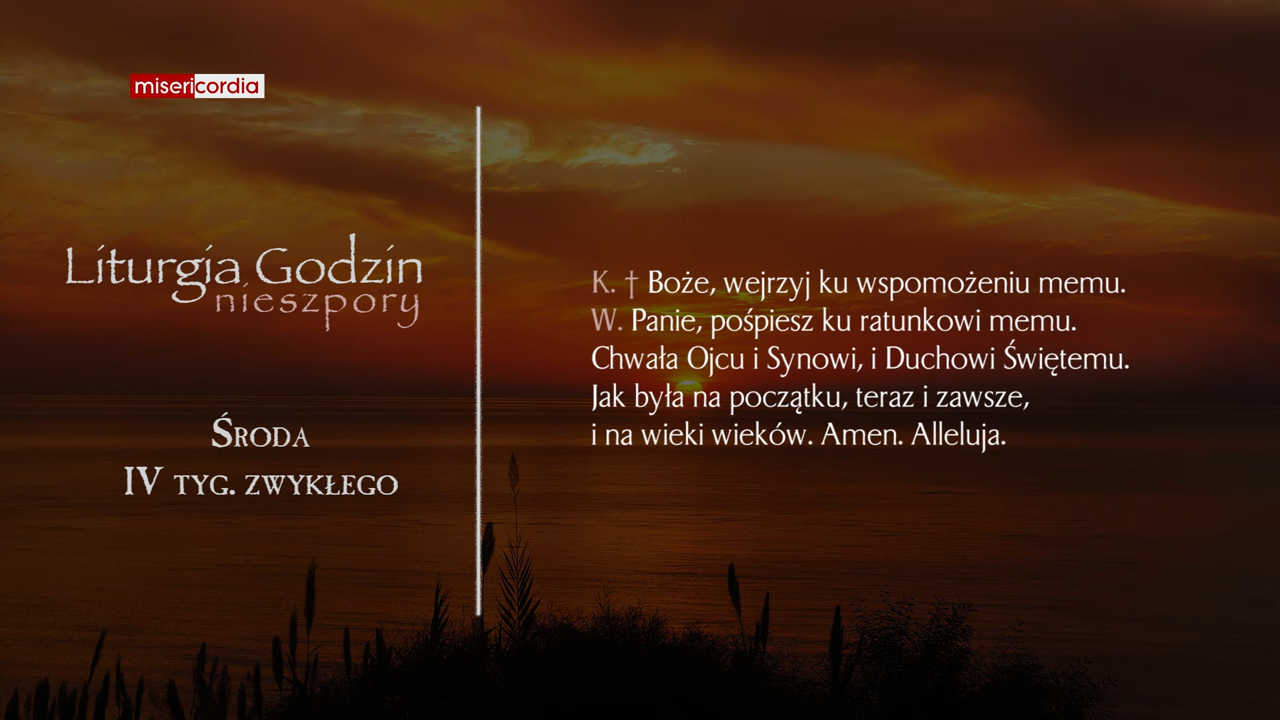 misericordia
Liturgia Godzin
nieszpory
Środa
IV tyg. zwykłego
K. † Boże, wejrzyj ku wspomożeniu memu.
W. Panie, pośpiesz ku ratunkowi memu.
Chwała Ojcu i Synowi, i Duchowi Świętemu.
Jak była na początku, teraz i zawsze,
i na wieki wieków. Amen. Alleluja.